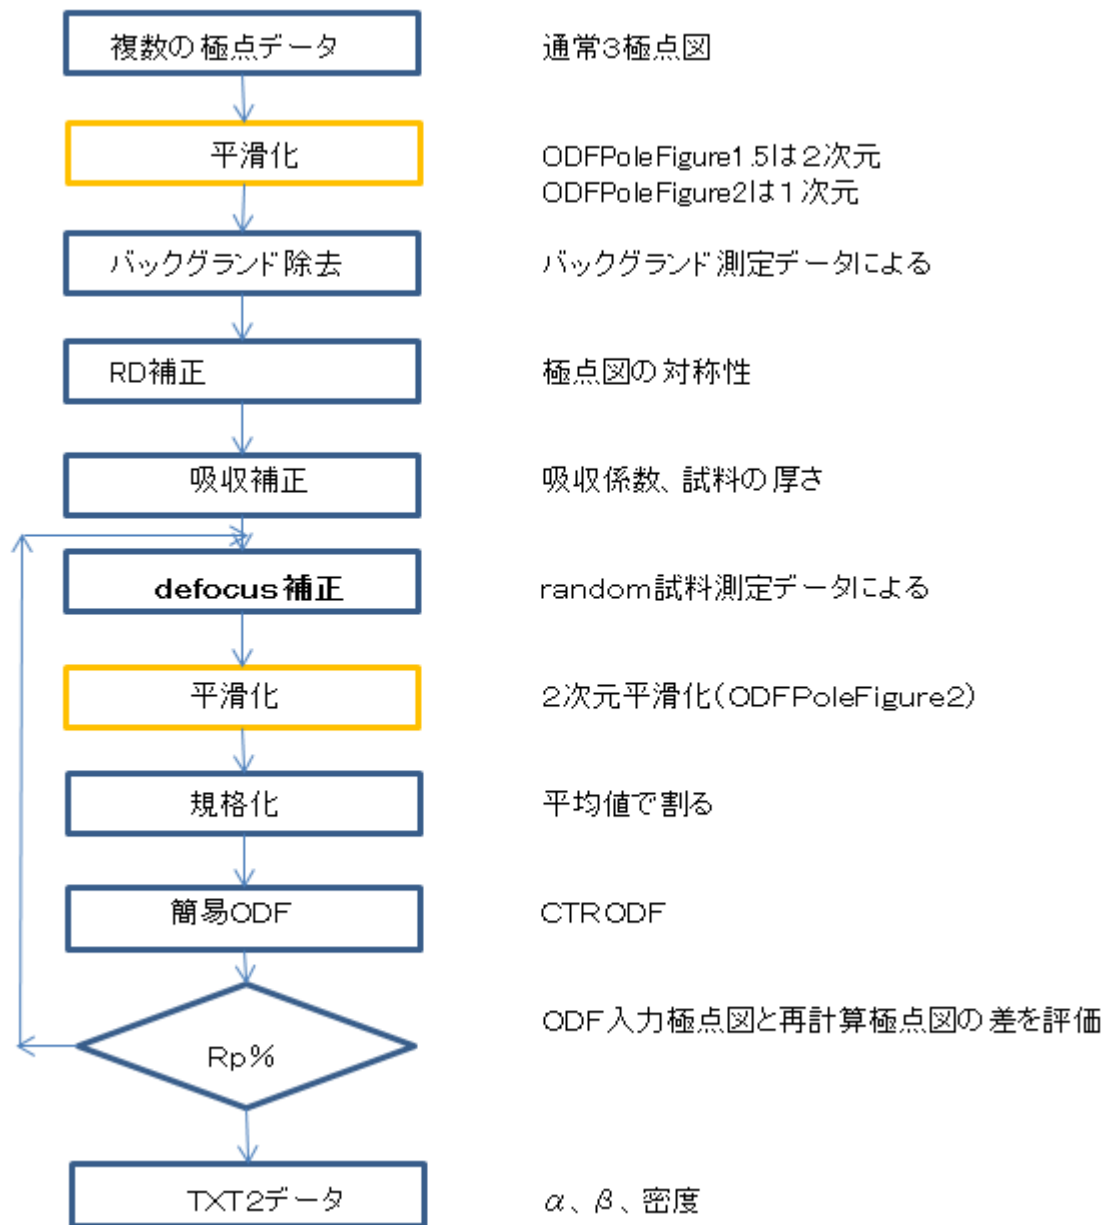 複数の極点データ 通常3極点図
平滑化 ODFPoleFigure1.5は2次元
ODFPoleFigure2は1次元
バックグランド除去 バックグランド測定データによる
RD補正 極点図の対称性
吸収補正 吸収係数、試料の厚さ
defocus補正 random試料測定データによる
平滑化 2次元平滑化(ODFPoleFigure2)
規格化 平均値で割る
簡易ODF CTRODF
Rp% ODF入力極点図と再計算極点図の差を評価
TXT2データ α、β、密度